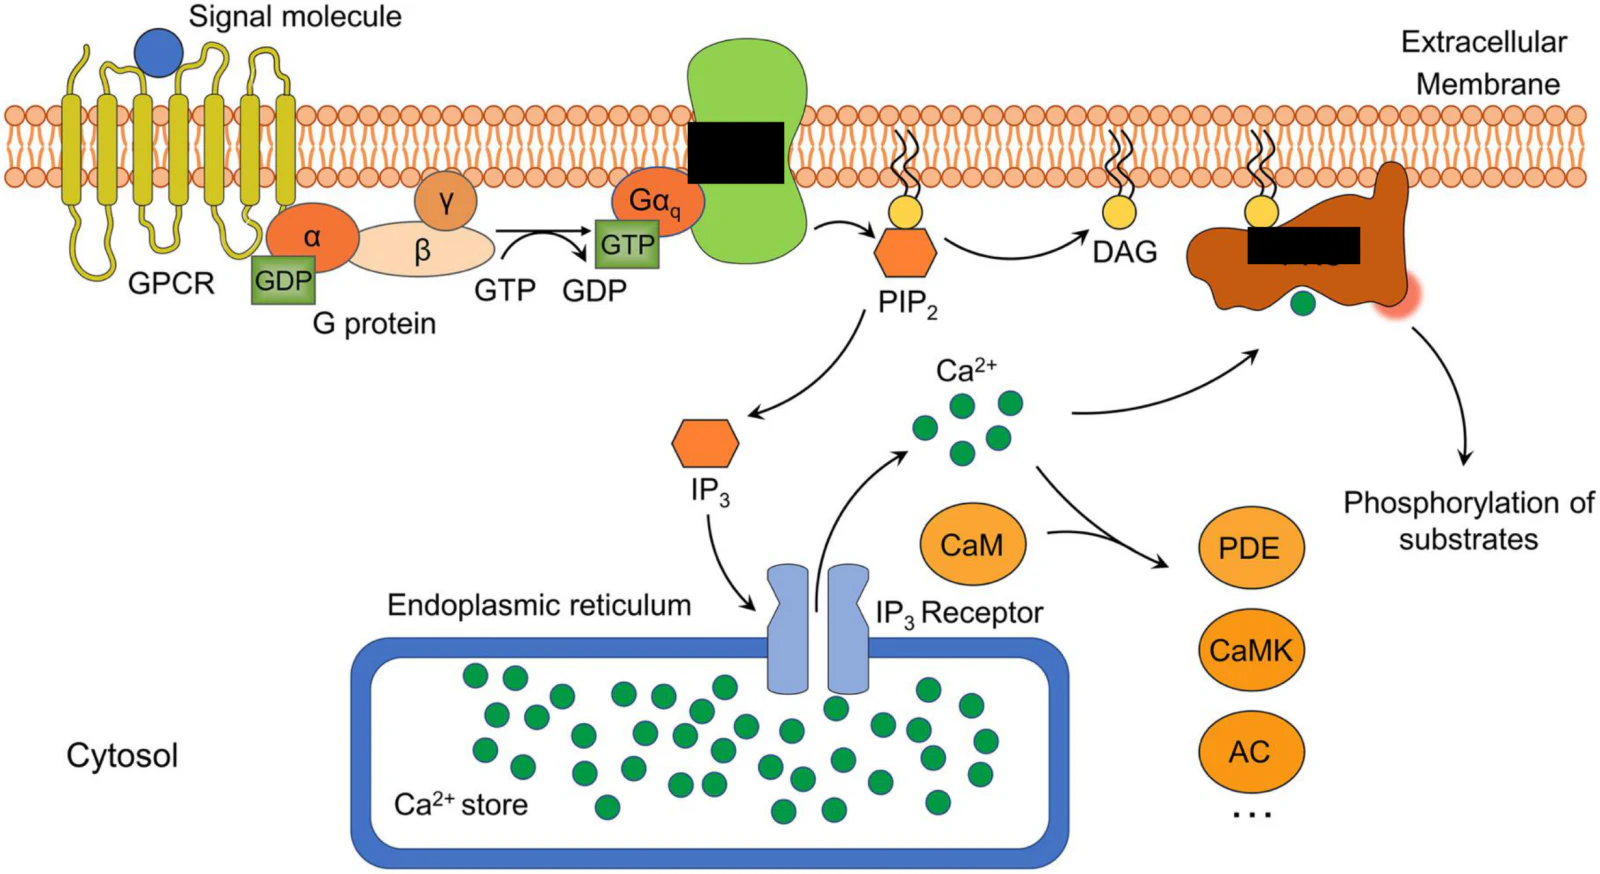 Signal molecule
Extracellular
Membrane
γ
Gαq
α
β
GTP
GDP
GPCR
GTP
GDP
G protein
PIP2
DAG
Ca2+
IP3
CaM
PDE
Phosphorylation of
substrates
Endoplasmic reticulum
IP3 Receptor
CaMK
Cytosol
Ca2+ store
AC
...